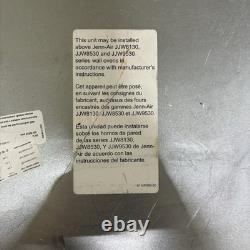 This unit may be installed
above Jenn-Air JJW8130,
JJW8530 and JJW9530
series wall ovens in
accordance with manufacturer's
instructions.
Cet appareil peut être posé,
en suivant les consignes du
fabricant, audessus des fours
encastrés des gammes Jenn-Air
JJW8130 / JJW8530 et JJW9530.
Esta unidad puede instalarse
sobre los hornos de pared
de las series JJW8130,
JJW8530, Y JJW9530 de Jenn-
Air de acuerdo con las
instrucciones del fabricante.